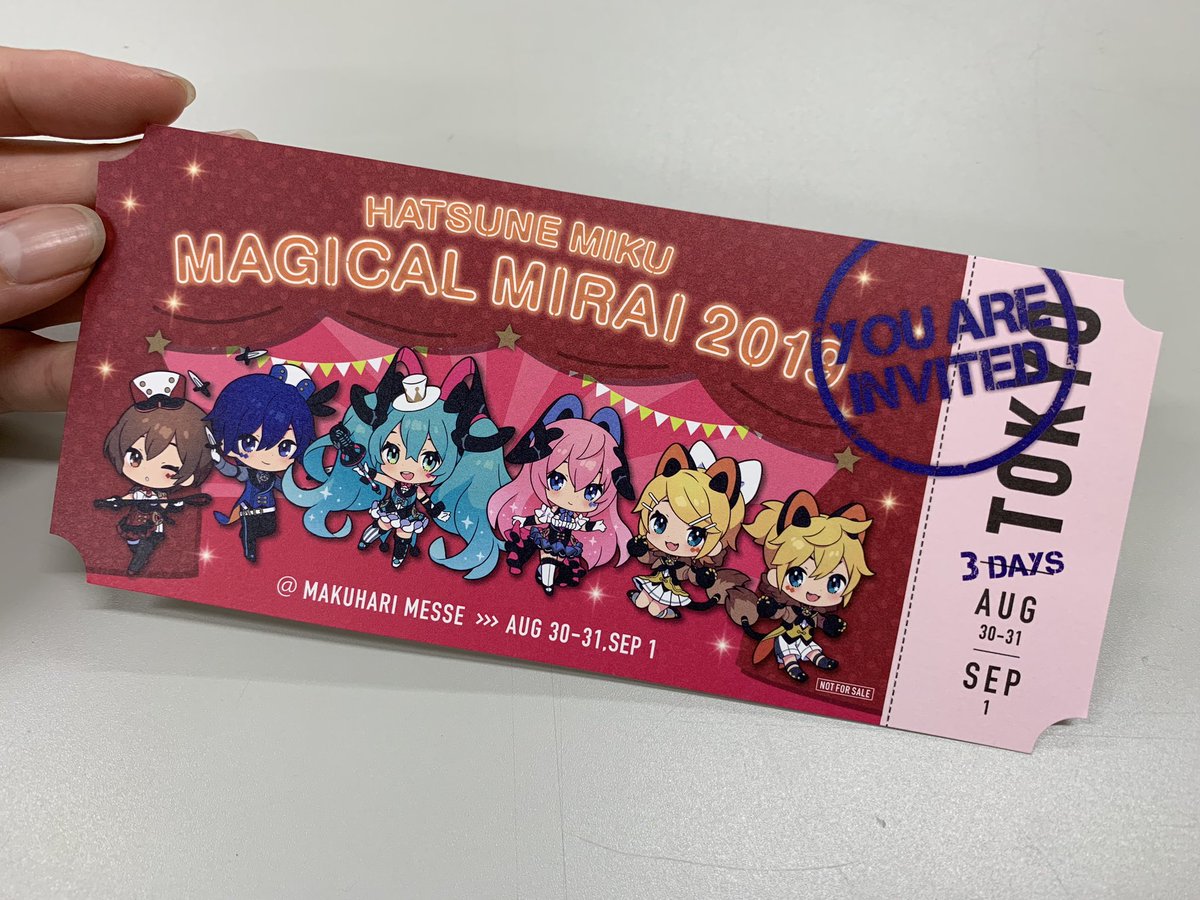 HATSUNE MIKU
MAGICAL MIRAI 2019
@ MAKUHARI MESSE >>> AUG 30-31,SEP 1
NOT FOR SALE
YOU ARE
INVITED
TOKYO
3 DAYS
AUG
30-31
SEP
1